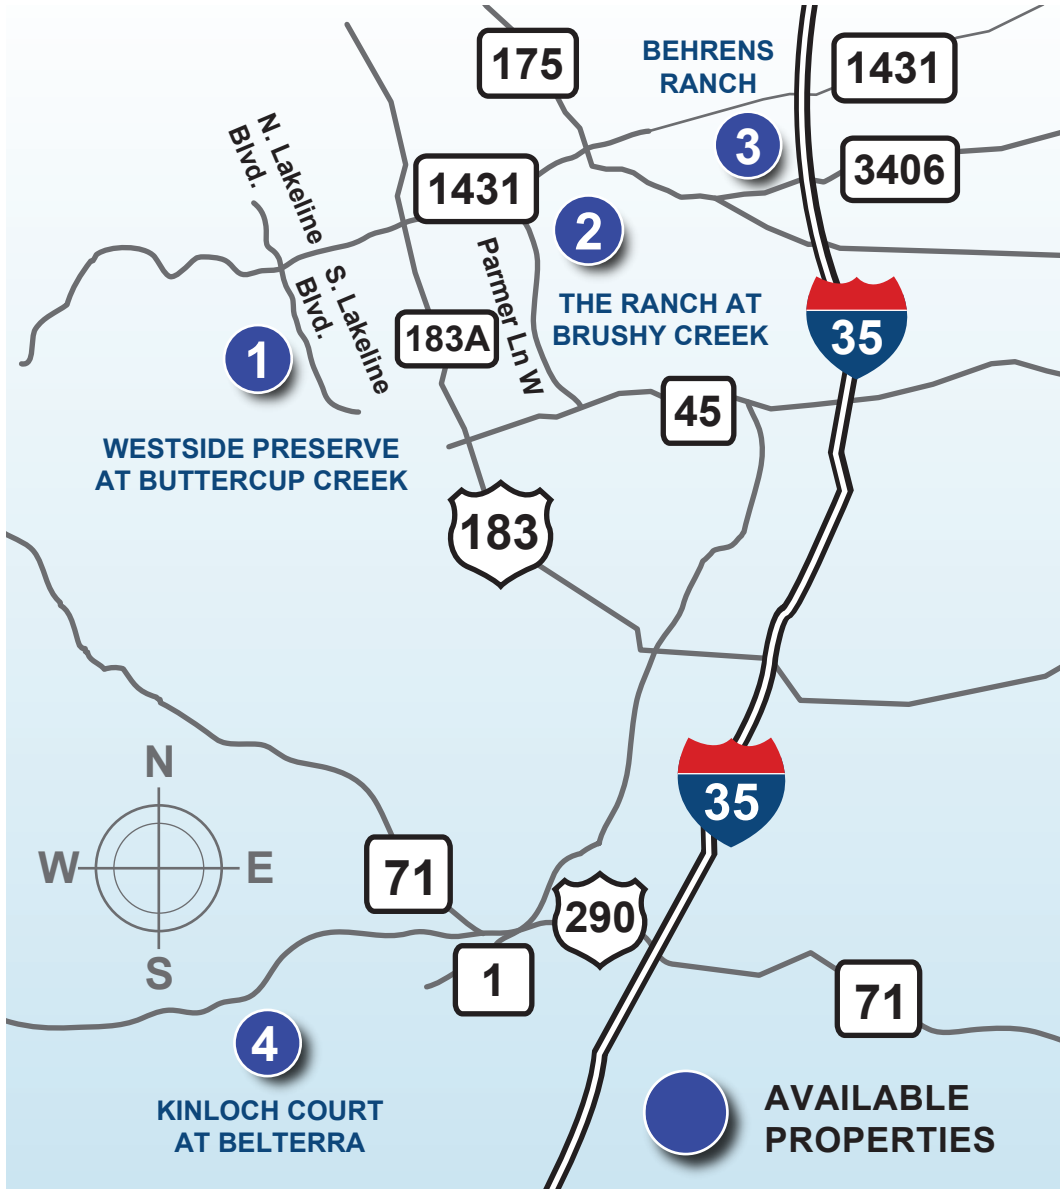 BEHRENS
RANCH
175
1431
3
3406
N. Lakeline
Blvd.
1431
2
Parmer Ln W
S. Lakeline
Blvd.
THE RANCH AT
BRUSHY CREEK
35
183A
1
45
WESTSIDE PRESERVE
AT BUTTERCUP CREEK
183
N
W
E
S
35
71
290
1
71
4
KINLOCH COURT
AT BELTERRA
AVAILABLE
PROPERTIES